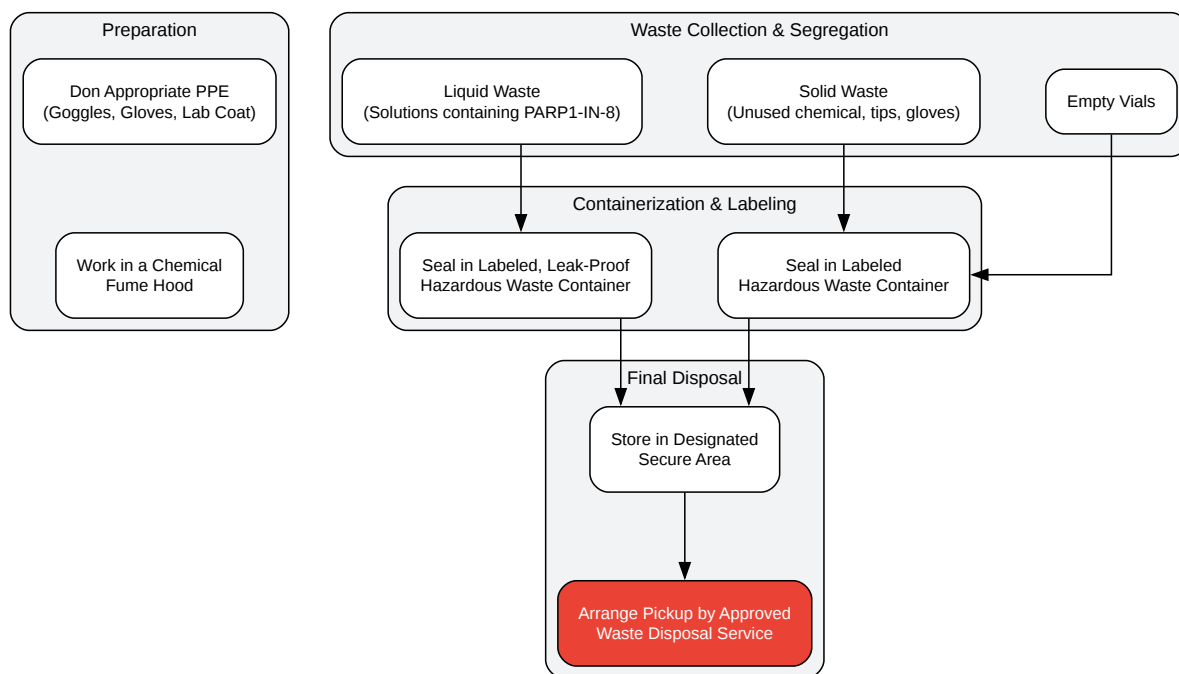 Preparation
Don Appropriate PPE
(Goggles, Gloves, Lab Coat)
Work in a Chemical
Fume Hood
Waste Collection & Segregation
Liquid Waste
(Solutions containing PARP1-IN-8)
Solid Waste
(Unused chemical, tips, gloves)
Empty Vials
Containerization & Labeling
Seal in Labeled, Leak-Proof
Hazardous Waste Container
Seal in Labeled
Hazardous Waste Container
Final Disposal
Store in Designated
Secure Area
Arrange Pickup by Approved
Waste Disposal Service